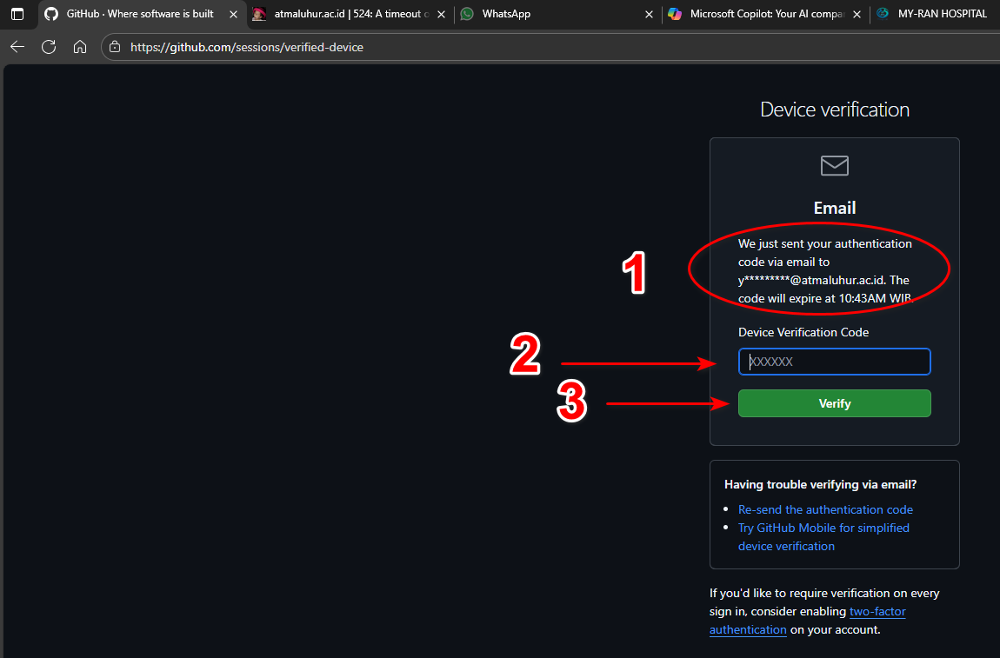 GitHub · Where software is built
atmaluhur.ac.id | 524: A timeout
WhatsApp
Microsoft Copilot: Your AI compa
MY-RAN HOSPITAL
https://github.com/sessions/verified-device
Device verification
Email
We just sent your authentication
code via email to
y*********@atmaluhur.ac.id. The
code will expire at 10:43AM WIB.
1
Device Verification Code
2
XXXXXX
3
Verify
Having trouble verifying via email?
• Re-send the authentication code
• Try GitHub Mobile for simplified
device verification
If you'd like to require verification on every
sign in, consider enabling two-factor
authentication on your account.